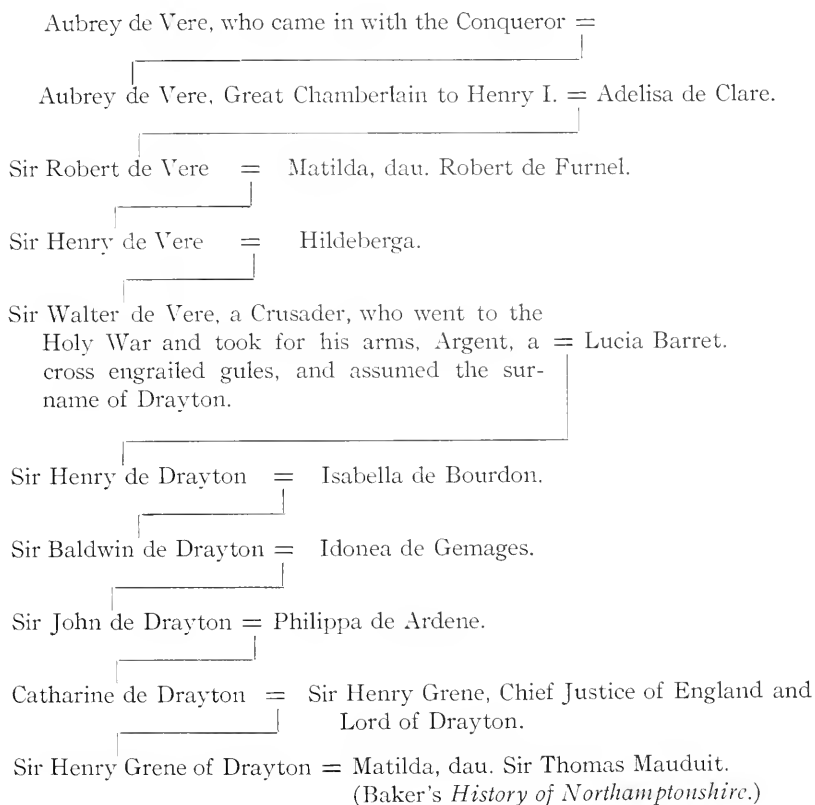 Aubrey de Vere, who came in with the Conqueror =
Aubrey de Vere, Great Chamberlain to Henry I. = Adelisa de Clare.
Sir Robert de Vere = Matilda, dau. Robert de Furnel.
Sir Henry de Vere = Hildeberga.
Sir Walter de Vere, a Crusader, who went to the
Holy War and took for his arms, Argent, a = Lucia Barret.
cross engrailed gules, and assumed the sur-
name of Drayton.
Sir Henry de Drayton = Isabella de Bourdon.
Sir Baldwin de Drayton = Idonea de Gemages.
Sir John de Drayton = Philippa de Ardene.
Catharine de Drayton = Sir Henry Grene, Chief Justice of England and
Lord of Drayton.
Sir Henry Grene of Drayton = Matilda, dau. Sir Thomas Mauduit.
(Baker's History of Northamptonshire.)